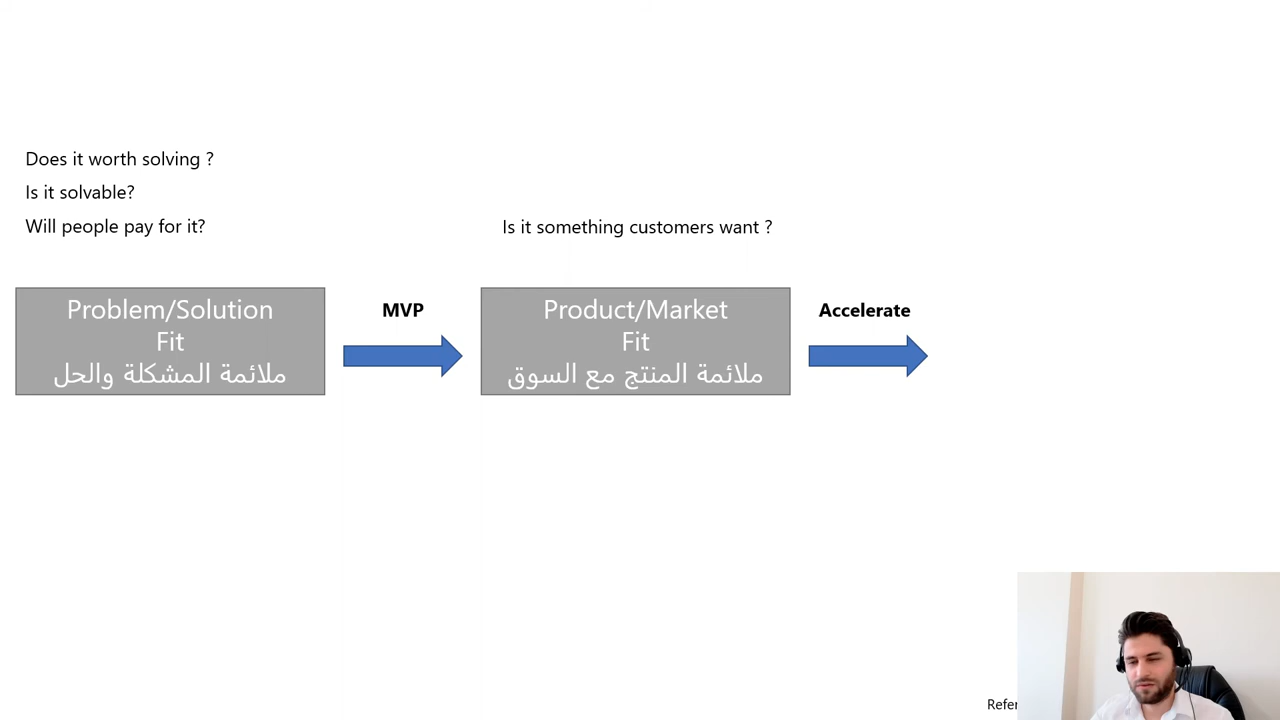 Does it worth solving ?
Is it solvable?
Will people pay for it?
Is it something customers want ?
Problem/Solution
Fit
ملائمة المشكلة والحل
MVP
Product/Market
Fit
ملائمة المنتج مع السوق
Accelerate